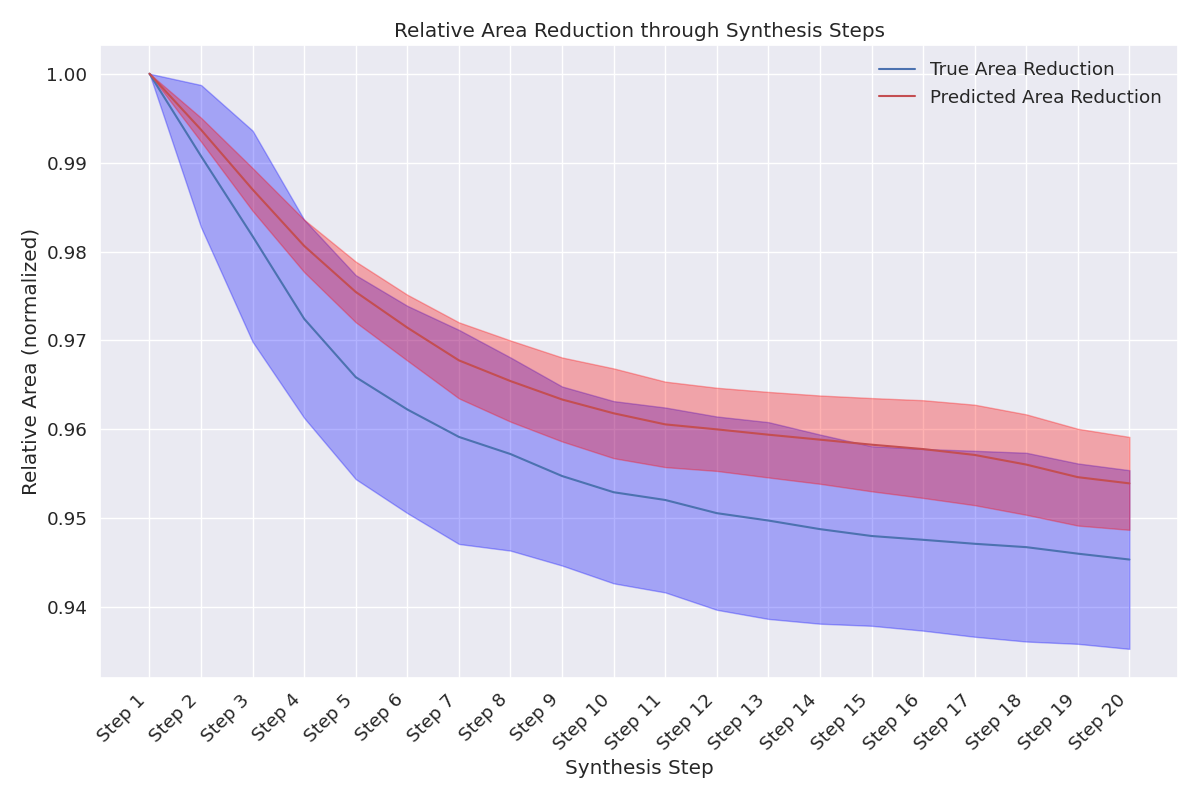 Relative Area Reduction through Synthesis Steps
True Area Reduction
Predicted Area Reduction
Relative Area (normalized)
1.00
0.99
0.98
0.97
0.96
0.95
0.94
Step 1
Step 2
Step 3
Step 4
Step 5
Step 6
Step 7
Step 8
Step 9
Step 10
Step 11
Step 12
Step 13
Step 14
Step 15
Step 16
Step 17
Step 18
Step 19
Step 20
Synthesis Step